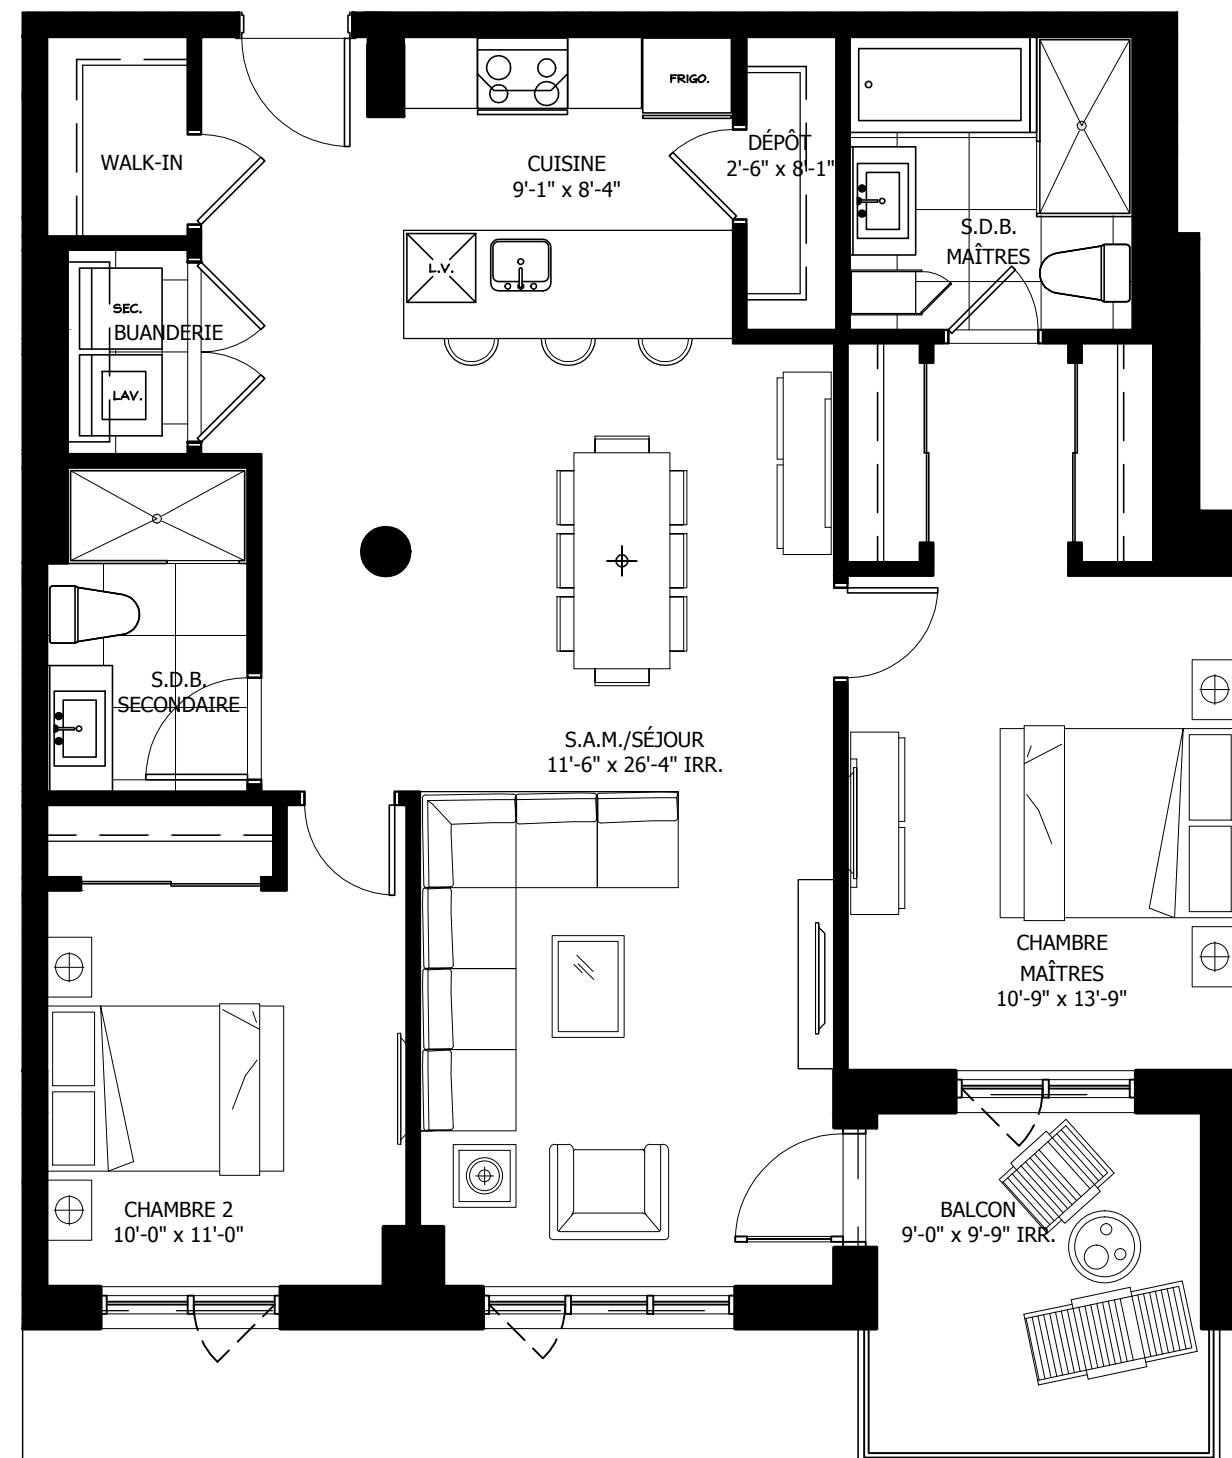 FRIGO.
WALK-IN
CUISINE
9'-1" x 8'-4"
DÉPÔT
2'-6" x 8'-1"
S.D.B.
MAÎTRES
L.V.
SEC.
BUANDERIE
LAV.
S.D.B.
SECONDAIRE
S.A.M./SÉJOUR
11'-6" x 26'-4" IRR.
CHAMBRE
MAÎTRES
10'-9" x 13'-9"
CHAMBRE 2
10'-0" x 11'-0"
BALCON
9'-0" x 9'-9" IRR.